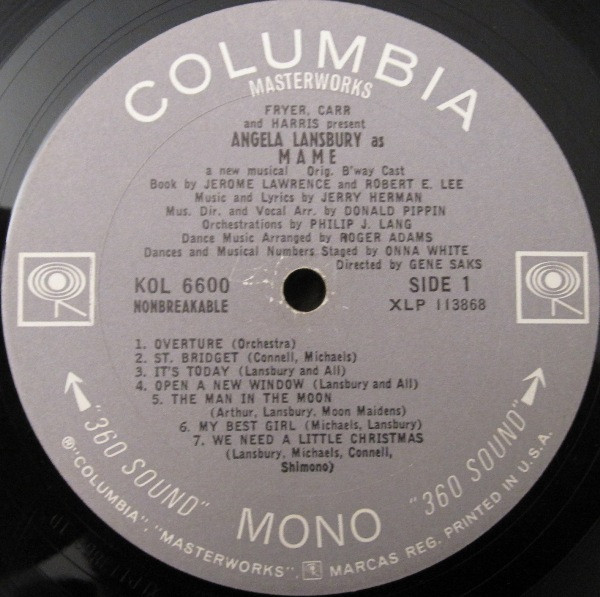 COLUMBIA
MASTERWORKS
FRYER, CARR
and HARRIS present
ANGELA LANSBURY as
MAME
a new musical Orig. B'way Cast
Book by JEROME LAWRENCE and ROBERT E. LEE
Music and Lyrics by JERRY HERMAN
Mus. Dir. and Vocal Arr. by DONALD PIPPIN
Orchestrations by PHILIP J. LANG
Dance Music Arranged by ROGER ADAMS
Dances and Musical Numbers Staged by ONNA WHITE
Directed by GENE SAKS
KOL 6600 SIDE 1
NONBREAKABLE XLP 113868
1. OVERTURE (Orchestra)
2. ST. BRIDGET (Connell, Michaels)
3. IT'S TODAY (Lansbury and All)
4. OPEN A NEW WINDOW (Lansbury and All)
5. THE MAN IN THE MOON
(Arthur, Lansbury, Moon Maidens)
6. MY BEST GIRL (Michaels, Lansbury)
7. WE NEED A LITTLE CHRISTMAS
(Lansbury, Michaels, Connell,
Shimono)
"360 SOUND" MONO "360 SOUND"
® "COLUMBIA", "MASTERWORKS", MARCAS REG. PRINTED IN U.S.A.